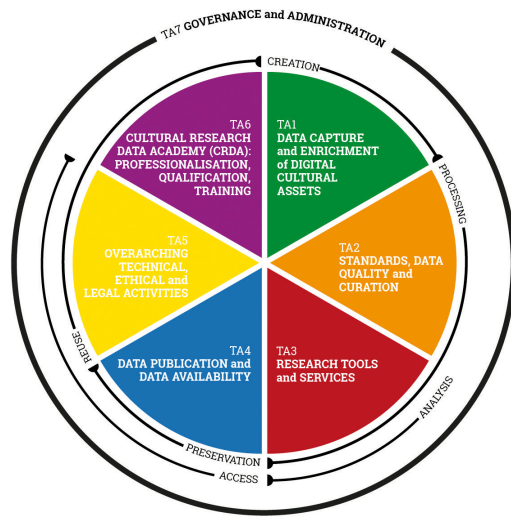 TA7 GOVERNANCE and ADMINISTRATION
CREATION
TA6
CULTURAL RESEARCH
DATA ACADEMY (CRDA):
PROFESSIONALISATION,
QUALIFICATION,
TRAINING
TA1
DATA CAPTURE
and ENRICHMENT
of DIGITAL
CULTURAL
ASSETS
PROCESSING
TA5
OVERARCHING
TECHNICAL,
ETHICAL and
LEGAL ACTIVITIES
TA2
STANDARDS, DATA
QUALITY and
CURATION
REUSE
TA4
DATA PUBLICATION and
DATA AVAILABILITY
TA3
RESEARCH TOOLS
and SERVICES
ANALYSIS
PRESERVATION
ACCESS